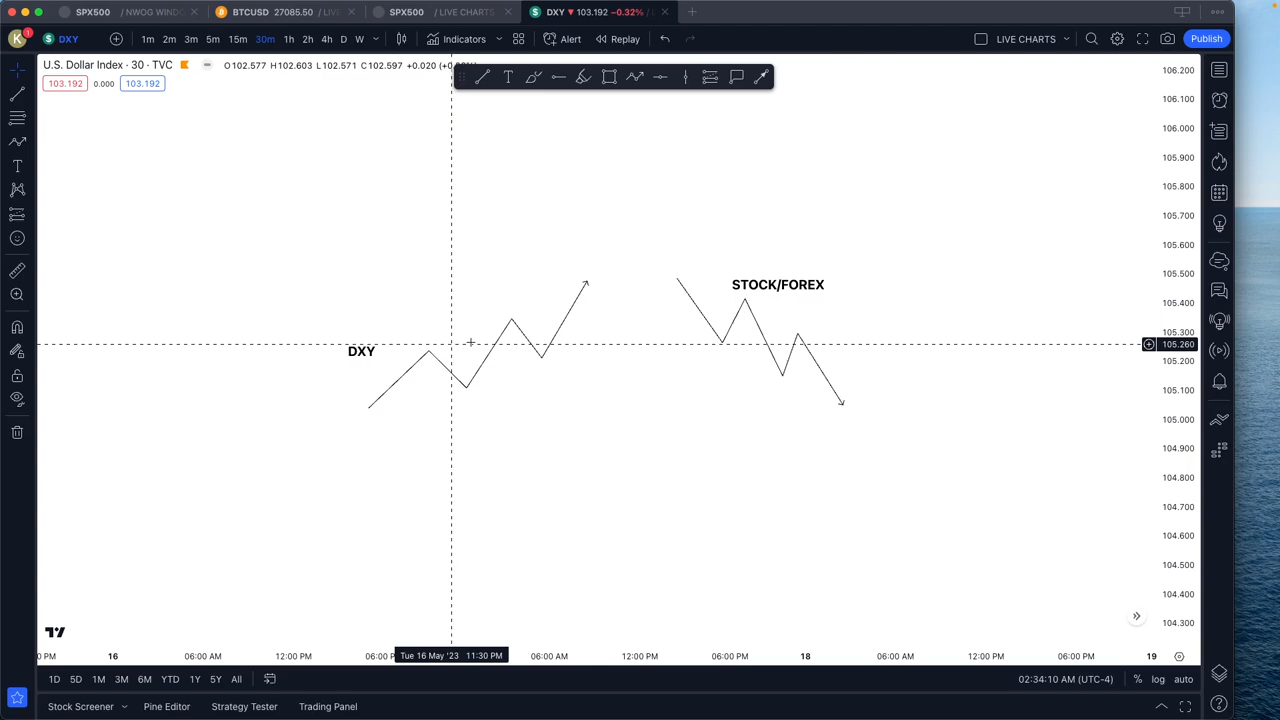 SPX500 / NWOG WIND
BTCUSD 27085.50 / LIV
SPX500 / LIVE CHARTS
DXY ▼ 103.192 −0.32% / L
K 1 DXY 1m 2m 3m 5m 15m 30m 1h 2h 4h D W Indicators Alert Replay LIVE CHARTS Publish
U.S. Dollar Index · 30 · TVC O102.577 H102.603 L102.571 C102.597 +0.020
103.192 0.000 103.192
106.200
106.100
106.000
105.900
105.800
105.700
105.600
105.500
STOCK/FOREX
105.400
105.300
105.260
DXY
105.200
105.100
105.000
104.900
104.800
104.700
104.600
104.500
104.400
104.300
PM 16 06:00 AM 12:00 PM 06:00 Tue 16 May '23 11:30 PM 06:00 AM 12:00 PM 06:00 PM 18 06:00 AM 12:00 PM 06:00 PM 19
1D 5D 1M 3M 6M YTD 1Y 5Y All 02:34:10 AM (UTC-4) % log auto
Stock Screener Pine Editor Strategy Tester Trading Panel